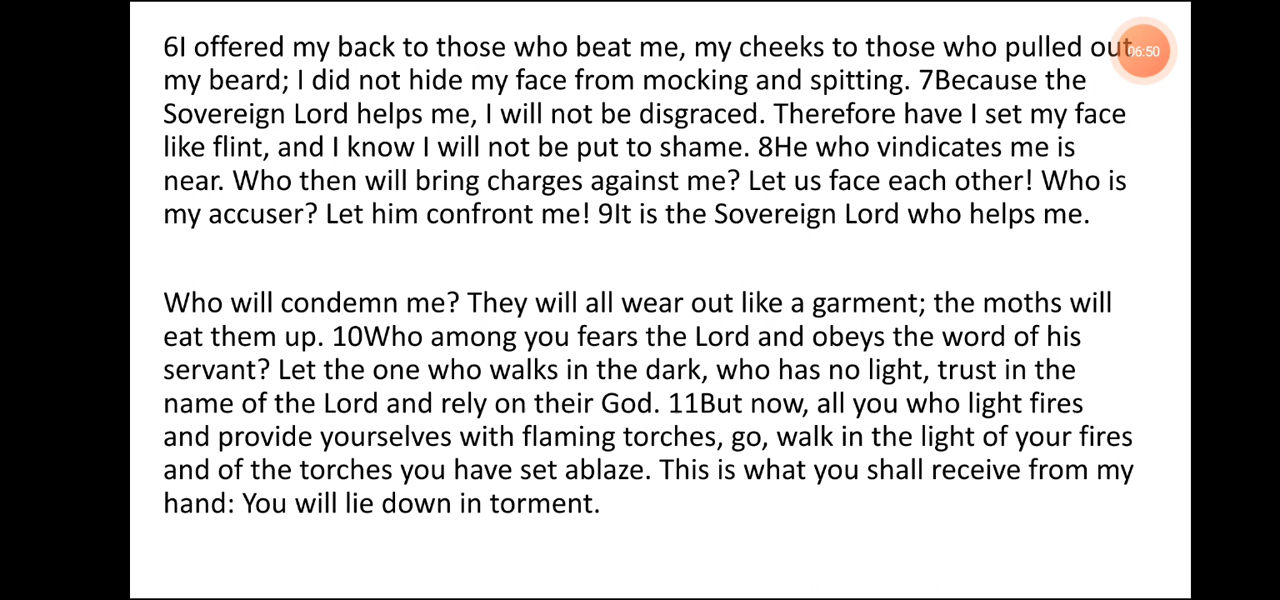 6I offered my back to those who beat me, my cheeks to those who pulled out
06:50
my beard; I did not hide my face from mocking and spitting. 7Because the
Sovereign Lord helps me, I will not be disgraced. Therefore have I set my face
like flint, and I know I will not be put to shame. 8He who vindicates me is
near. Who then will bring charges against me? Let us face each other! Who is
my accuser? Let him confront me! 9It is the Sovereign Lord who helps me.
Who will condemn me? They will all wear out like a garment; the moths will
eat them up. 10Who among you fears the Lord and obeys the word of his
servant? Let the one who walks in the dark, who has no light, trust in the
name of the Lord and rely on their God. 11But now, all you who light fires
and provide yourselves with flaming torches, go, walk in the light of your fires
and of the torches you have set ablaze. This is what you shall receive from my
hand: You will lie down in torment.